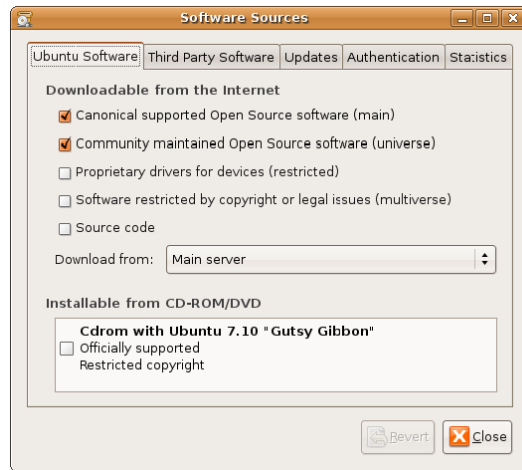 Software Sources
Ubuntu Software Third Party Software Updates Authentication Statistics
Downloadable from the Internet
Canonical supported Open Source software (main)
Community maintained Open Source software (universe)
Proprietary drivers for devices (restricted)
Software restricted by copyright or legal issues (multiverse)
Source code
Download from: Main server
Installable from CD-ROM/DVD
Cdrom with Ubuntu 7.10 "Gutsy Gibbon"
Officially supported
Restricted copyright
Revert Close